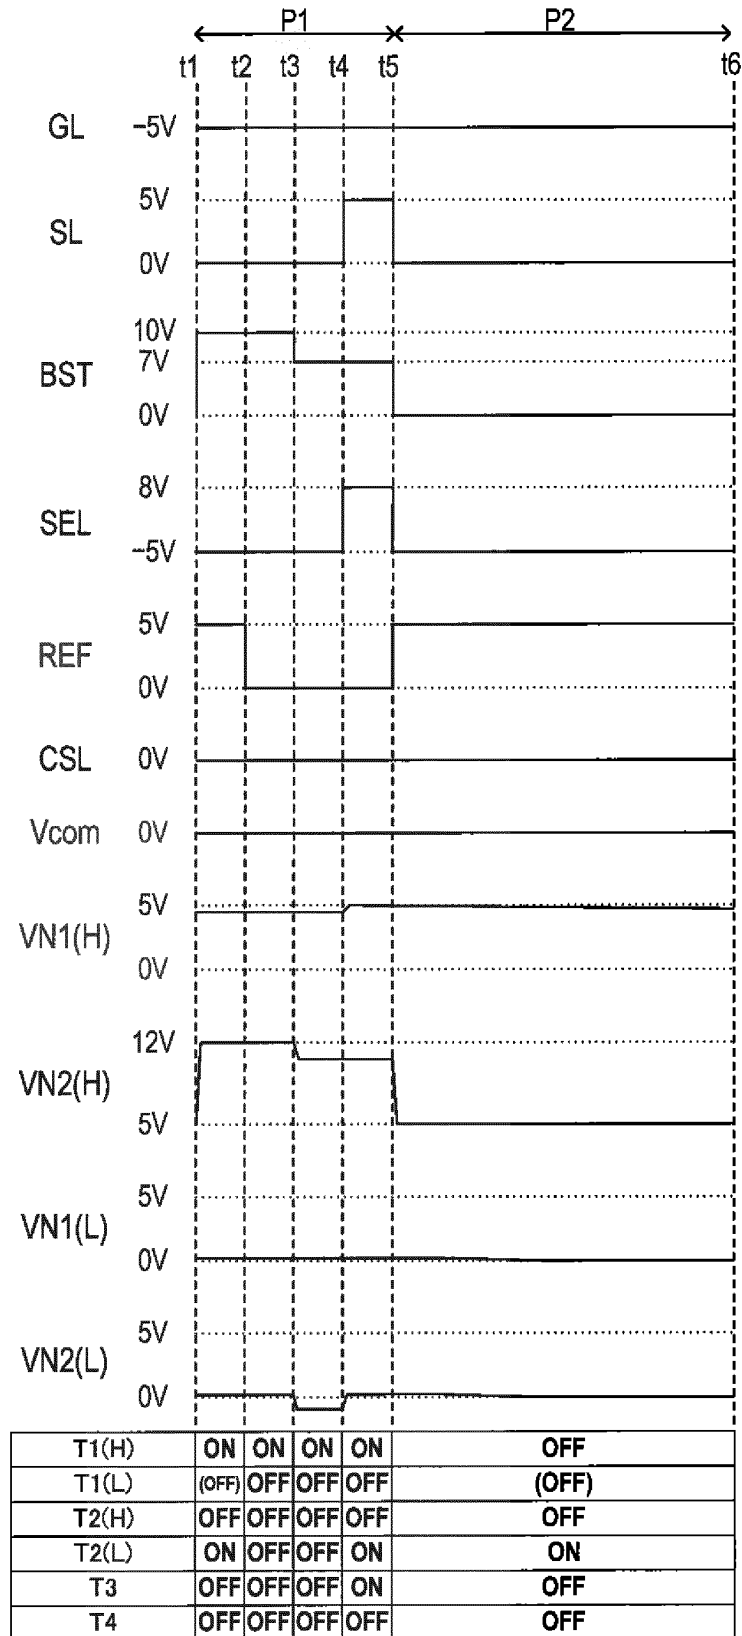 P1 P2
t1 t2 t3 t4 t5 t6
GL −5V
5V
SL
0V
10V
7V
BST
0V
8V
SEL
−5V
5V
REF
0V
CSL 0V
Vcom 0V
5V
VN1(H)
0V
12V
VN2(H)
5V
5V
VN1(L)
0V
5V
VN2(L)
0V
T1(H) ON ON ON ON OFF
T1(L) (OFF) OFF OFF OFF (OFF)
T2(H) OFF OFF OFF OFF OFF
T2(L) ON OFF OFF ON ON
T3 OFF OFF OFF ON OFF
T4 OFF OFF OFF OFF OFF